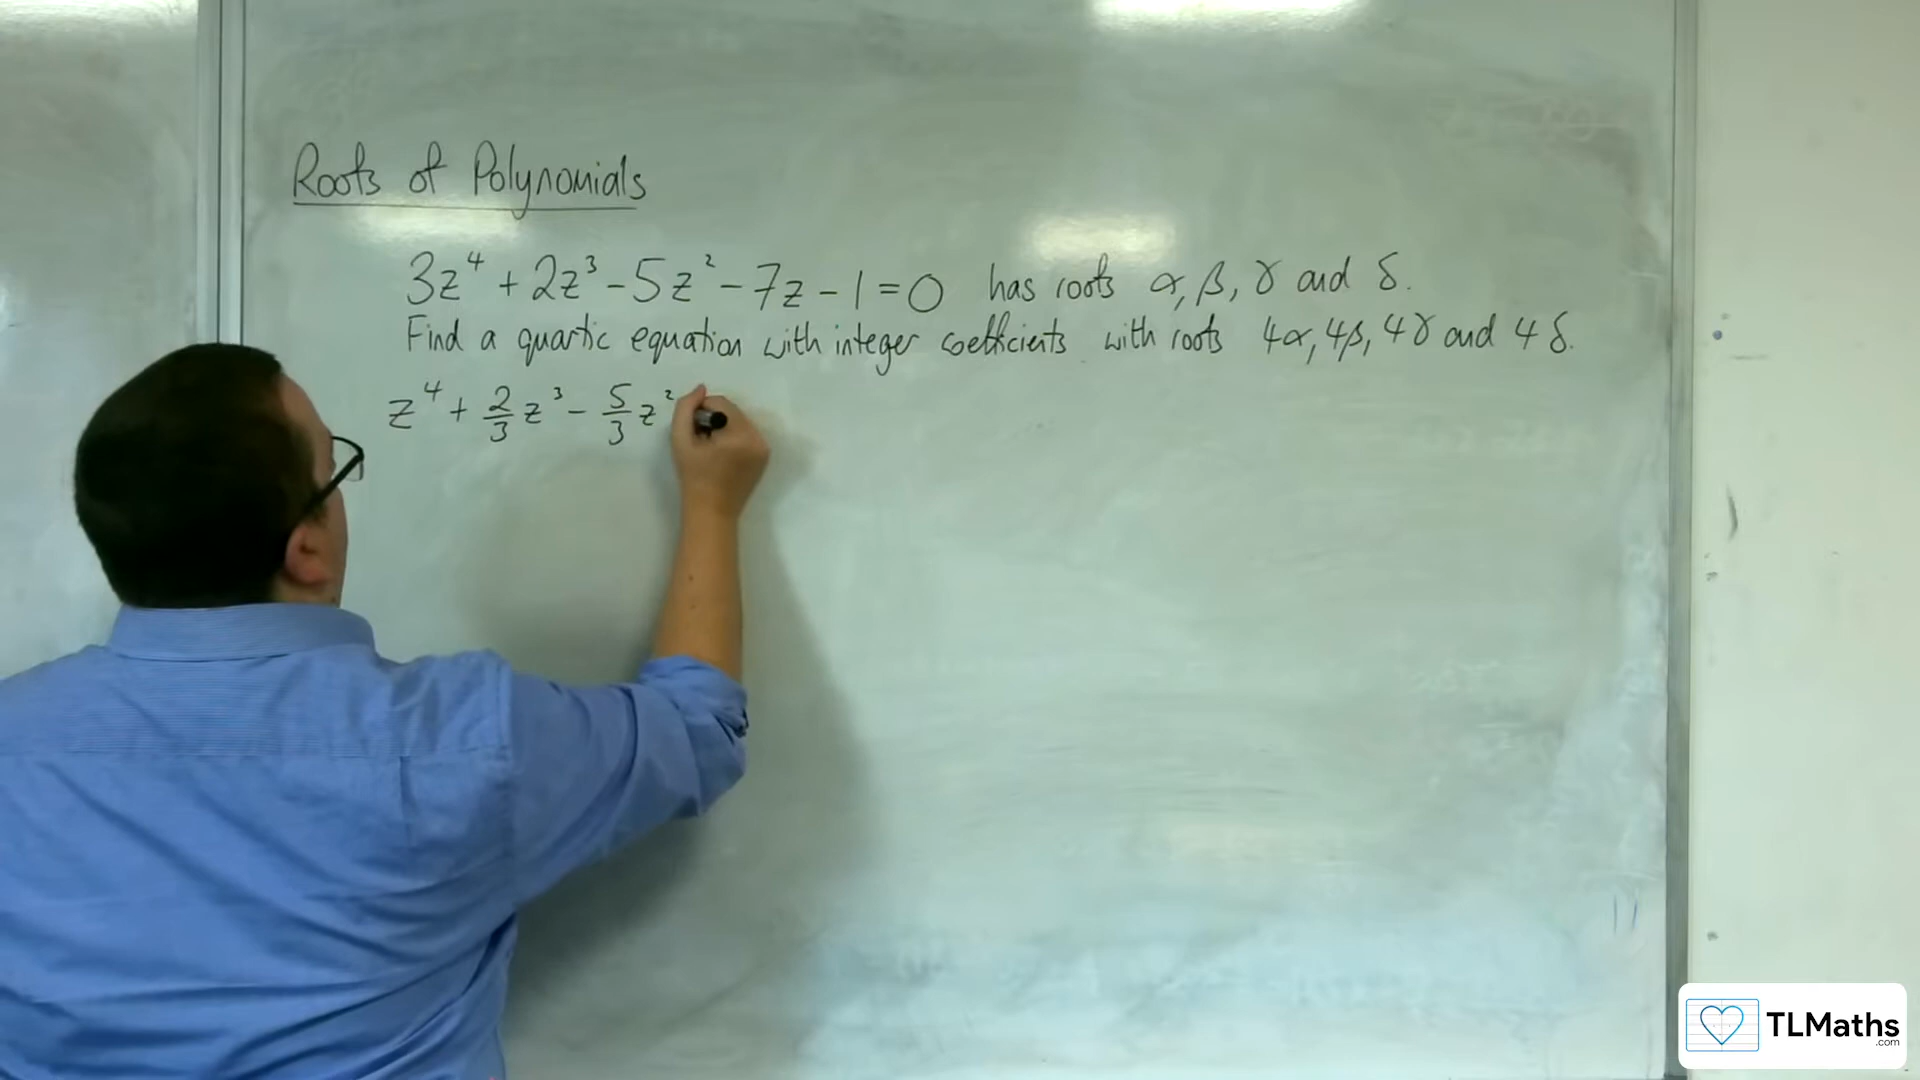 Roots of Polynomials
3z⁴ + 2z³ - 5z² - 7z - 1 = 0 has roots α, β, γ and δ.
Find a quartic equation with integer coefficients with roots 4α, 4β, 4γ and 4δ.
z⁴ + 2/3 z³ - 5/3 z²
TLMaths
.com